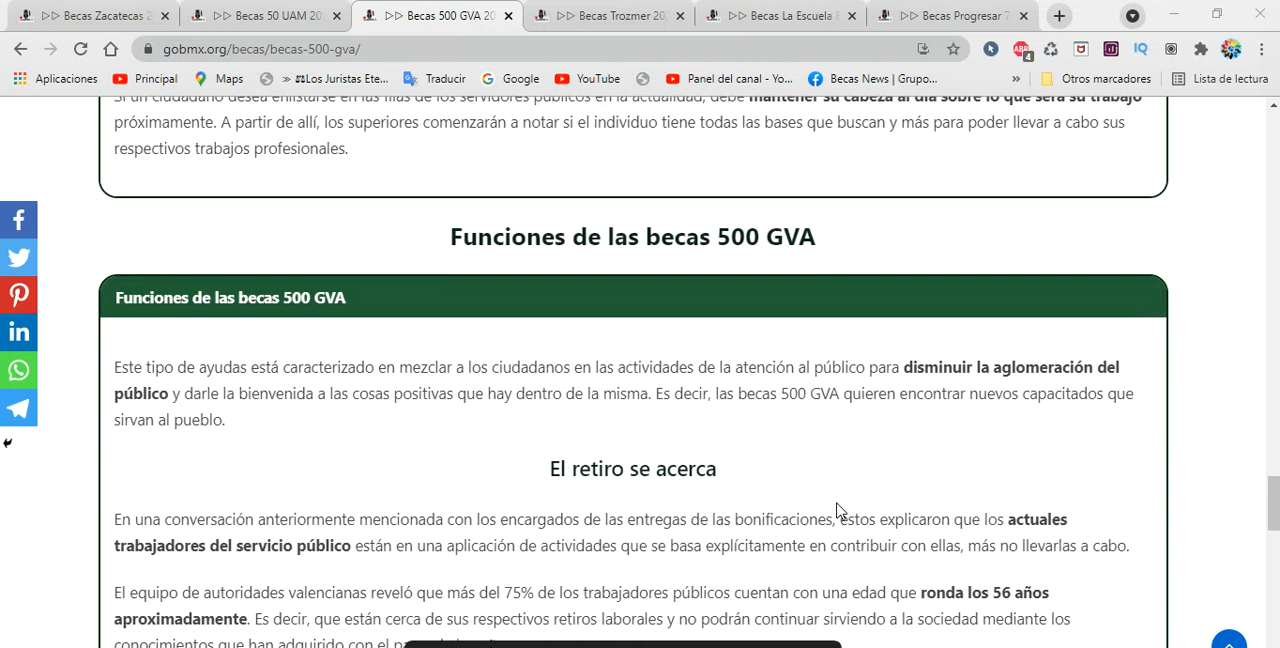 ▷▷ Becas Zacatecas 2
▷▷ Becas 50 UAM 20
▷▷ Becas 500 GVA 20
▷▷ Becas Trozmer 20
▷▷ Becas La Escuela E
▷▷ Becas Progresar 7
gobmx.org/becas/becas-500-gva/
ABP
4
IQ
Aplicaciones
Principal
Maps
» ⚖Los Juristas Ete...
Traducir
Google
YouTube
Panel del canal - Yo...
Becas News | Grupo...
»
Otros marcadores
Lista de lectura
Si un ciudadano desea enlistarse en las filas de los servidores públicos en la actualidad, debe mantener su cabeza al día sobre lo que será su trabajo
próximamente. A partir de allí, los superiores comenzarán a notar si el individuo tiene todas las bases que buscan y más para poder llevar a cabo sus
respectivos trabajos profesionales.
Funciones de las becas 500 GVA
Funciones de las becas 500 GVA
Este tipo de ayudas está caracterizado en mezclar a los ciudadanos en las actividades de la atención al público para disminuir la aglomeración del
público y darle la bienvenida a las cosas positivas que hay dentro de la misma. Es decir, las becas 500 GVA quieren encontrar nuevos capacitados que
sirvan al pueblo.
El retiro se acerca
En una conversación anteriormente mencionada con los encargados de las entregas de las bonificaciones, estos explicaron que los actuales
trabajadores del servicio público están en una aplicación de actividades que se basa explícitamente en contribuir con ellas, más no llevarlas a cabo.
El equipo de autoridades valencianas reveló que más del 75% de los trabajadores públicos cuentan con una edad que ronda los 56 años
aproximadamente. Es decir, que están cerca de sus respectivos retiros laborales y no podrán continuar sirviendo a la sociedad mediante los
conocimientos que han adquirido con el